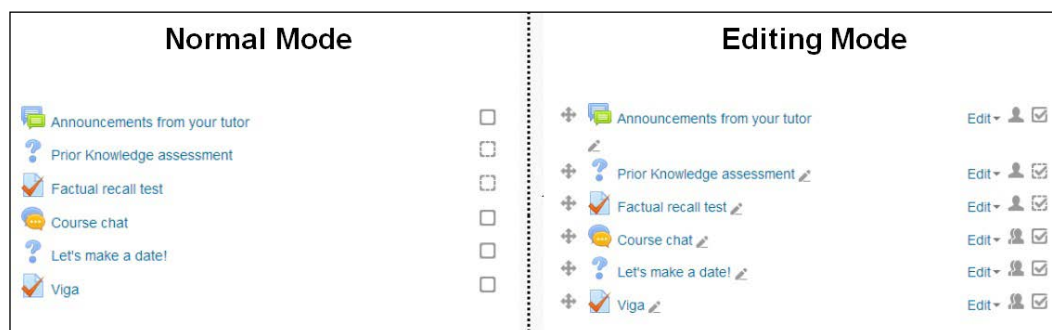 Normal Mode
Announcements from your tutor
Prior Knowledge assessment
Factual recall test
Course chat
Let's make a date!
Viga
Editing Mode
Announcements from your tutor Edit
Prior Knowledge assessment Edit
Factual recall test Edit
Course chat Edit
Let's make a date! Edit
Viga Edit